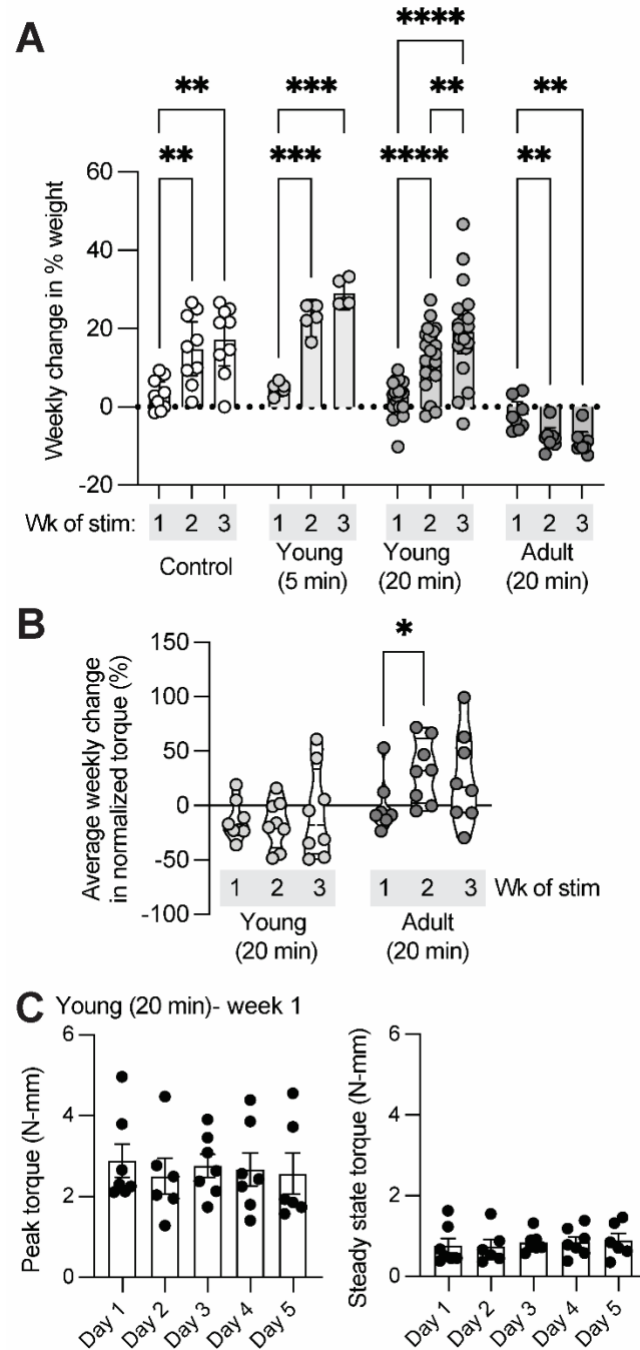 A
****
** *** ** **
** *** **** **
Weekly change in % weight
60
40
20
0
-20
Wk of stim: 1 2 3 1 2 3 1 2 3 1 2 3
Control Young (5 min) Young (20 min) Adult (20 min)
B
*
Average weekly change
in normalized torque (%)
150
100
50
0
-50
-100
1 2 3 1 2 3 Wk of stim
Young (20 min) Adult (20 min)
C Young (20 min)- week 1
Peak torque (N-mm)
6
4
2
0
Day 1 Day 2 Day 3 Day 4 Day 5
Steady state torque (N-mm)
6
4
2
0
Day 1 Day 2 Day 3 Day 4 Day 5